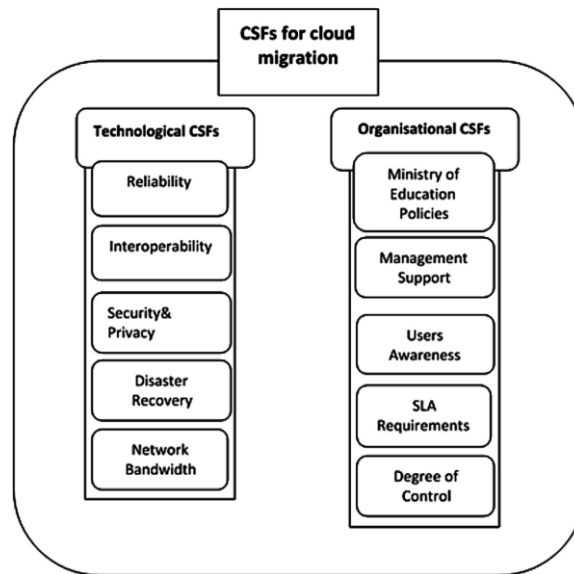 CSFs for cloud
migration
Technological CSFs
Reliability
Interoperability
Security&
Privacy
Disaster
Recovery
Network
Bandwidth
Organisational CSFs
Ministry of
Education
Policies
Management
Support
Users
Awareness
SLA
Requirements
Degree of
Control